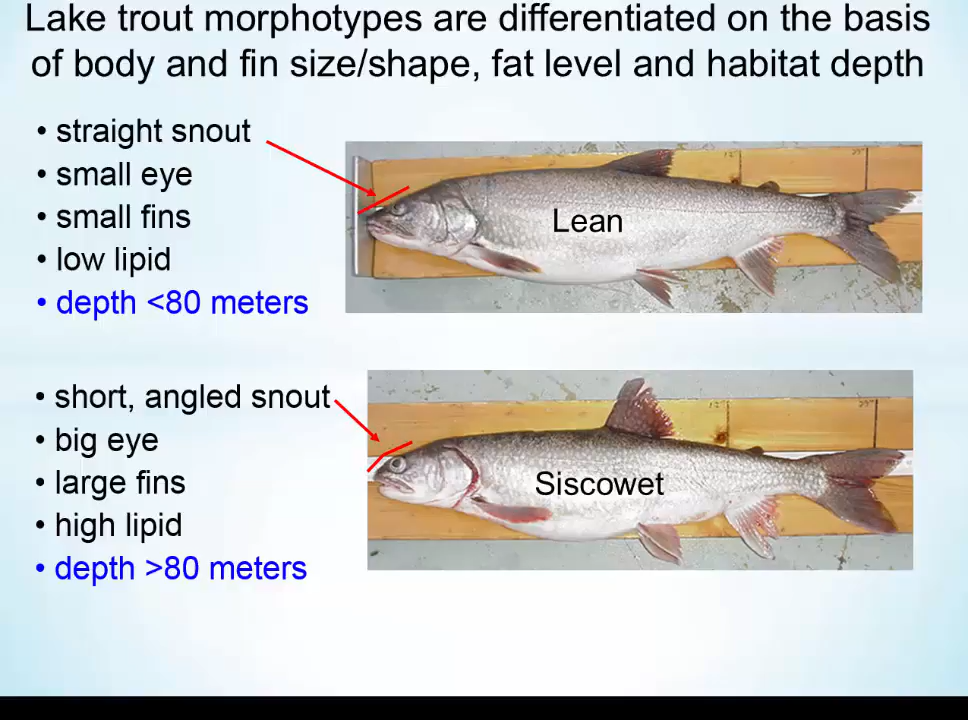 Lake trout morphotypes are differentiated on the basis
of body and fin size/shape, fat level and habitat depth
• straight snout
• small eye
• small fins
• low lipid
• depth <80 meters
Lean
• short, angled snout
• big eye
• large fins
• high lipid
• depth >80 meters
Siscowet